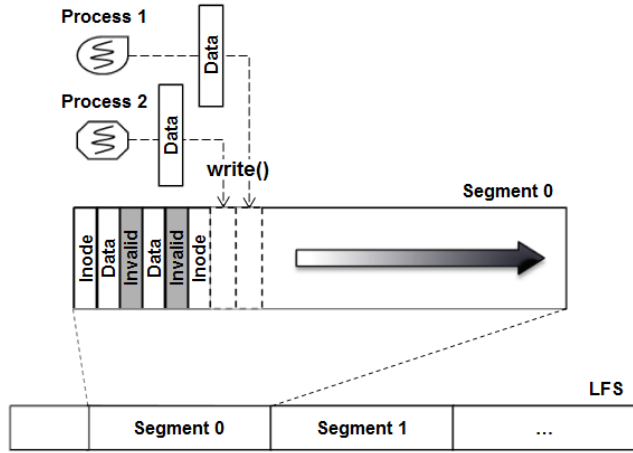 Process 1
Data
Process 2
Data
write()
Segment 0
Inode
Data
Invalid
Data
Invalid
Inode
LFS
Segment 0
Segment 1
...